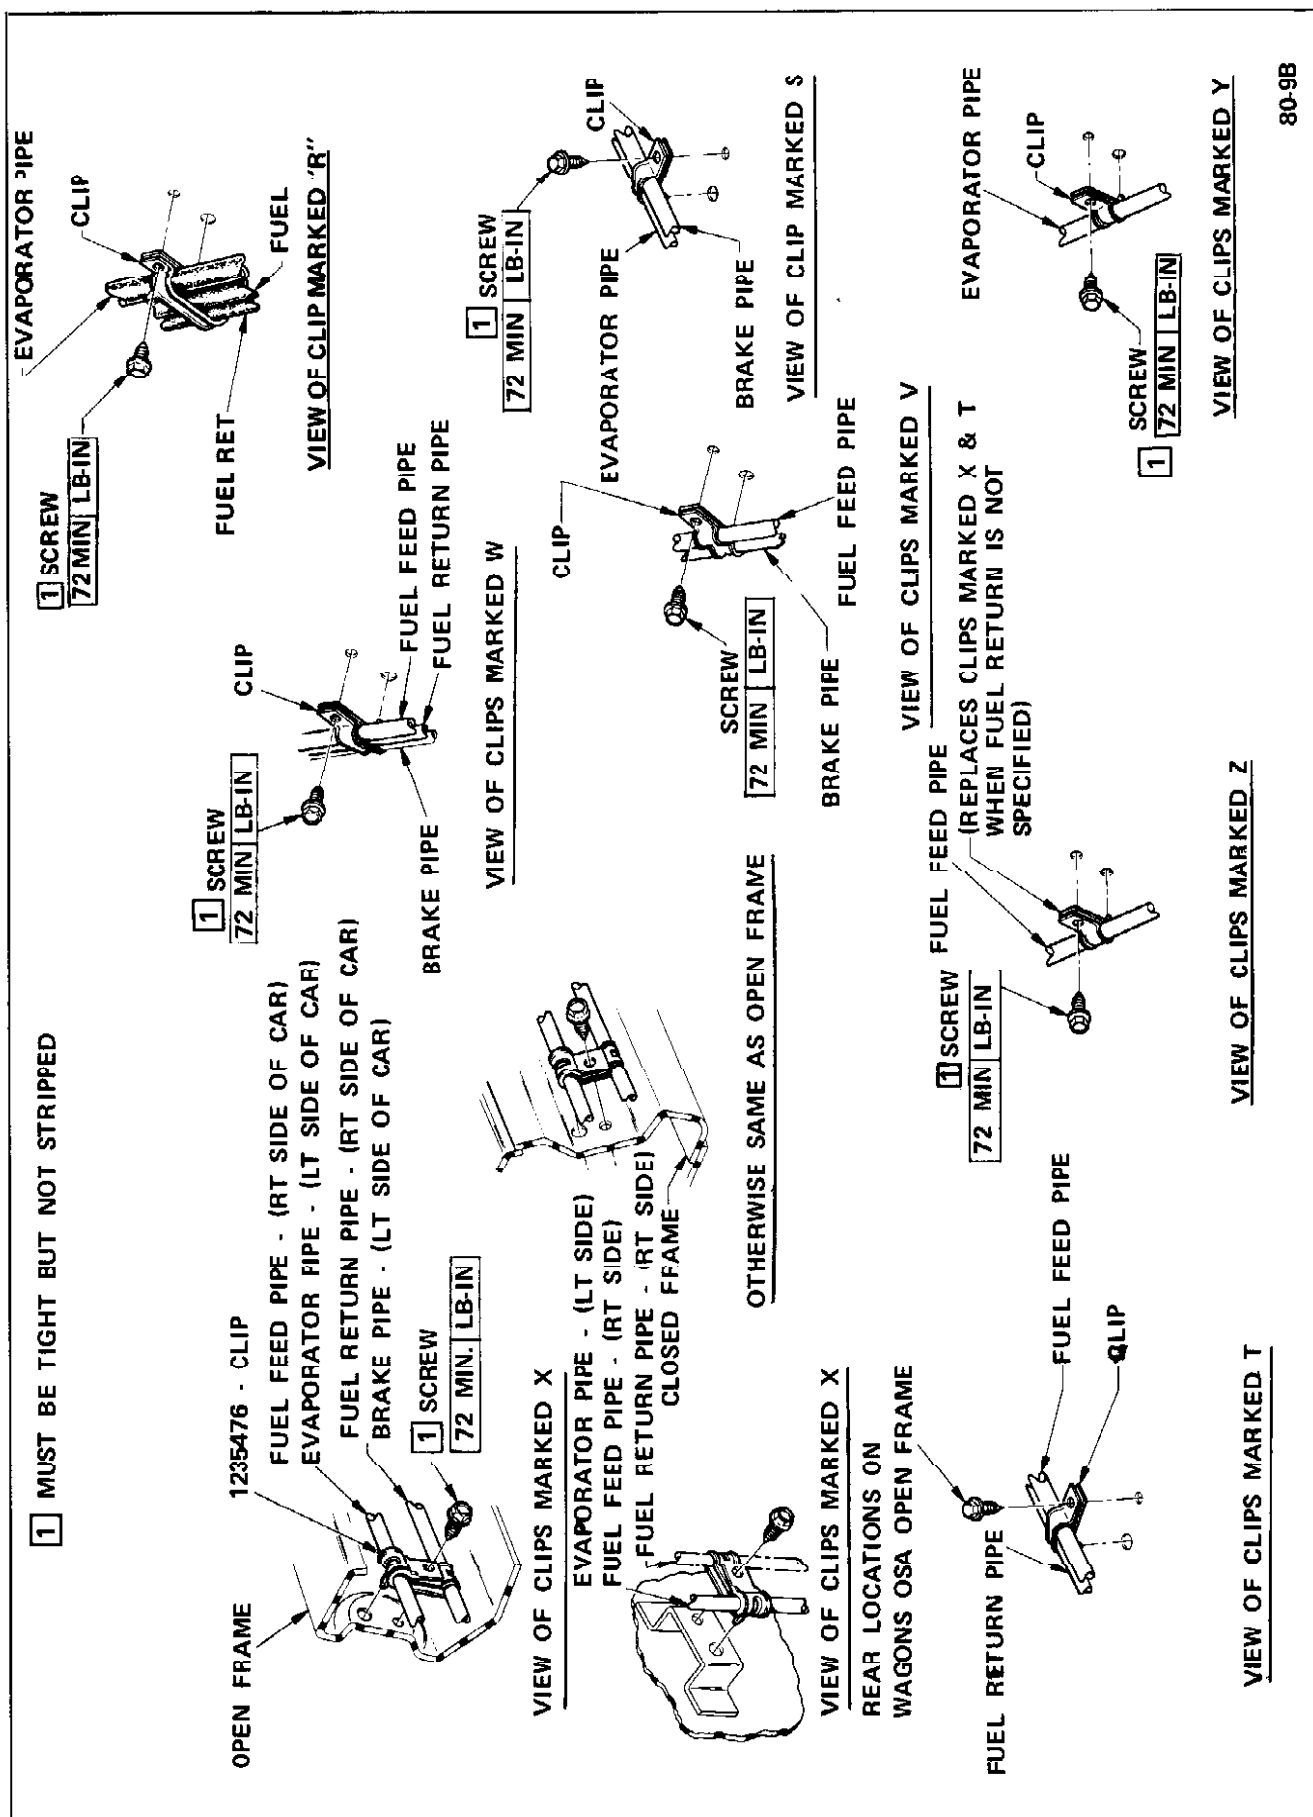 1 MUST BE TIGHT BUT NOT STRIPPED
OPEN FRAME
1235476 - CLIP
FUEL FEED PIPE - (RT SIDE OF CAR)
EVAPORATOR PIPE - (LT SIDE OF CAR)
FUEL RETURN PIPE - (RT SIDE OF CAR)
BRAKE PIPE - (LT SIDE OF CAR)
1 SCREW
72 MIN. LB-IN
VIEW OF CLIPS MARKED X
1 SCREW
72 MIN LB-IN
CLIP
FUEL FEED PIPE
FUEL RETURN PIPE
BRAKE PIPE
VIEW OF CLIPS MARKED W
1 SCREW
72 MIN LB-IN
EVAPORATOR PIPE
CLIP
FUEL RET
FUEL
VIEW OF CLIP MARKED "R"
EVAPORATOR PIPE - (LT SIDE)
FUEL FEED PIPE - (RT SIDE)
FUEL RETURN PIPE - (RT SIDE)
CLOSED FRAME
OTHERWISE SAME AS OPEN FRAME
VIEW OF CLIPS MARKED X
REAR LOCATIONS ON
WAGONS OSA OPEN FRAME
CLIP
SCREW
72 MIN LB-IN
BRAKE PIPE
FUEL FEED PIPE
VIEW OF CLIPS MARKED V
(REPLACES CLIPS MARKED X & T
WHEN FUEL RETURN IS NOT
SPECIFIED)
1 SCREW
72 MIN LB-IN
CLIP
EVAPORATOR PIPE
BRAKE PIPE
VIEW OF CLIP MARKED S
FUEL RETURN PIPE
FUEL FEED PIPE
CLIP
VIEW OF CLIPS MARKED T
FUEL FEED PIPE
1 SCREW
72 MIN LB-IN
VIEW OF CLIPS MARKED Z
EVAPORATOR PIPE
CLIP
1 SCREW
72 MIN LB-IN
VIEW OF CLIPS MARKED Y
80-9B